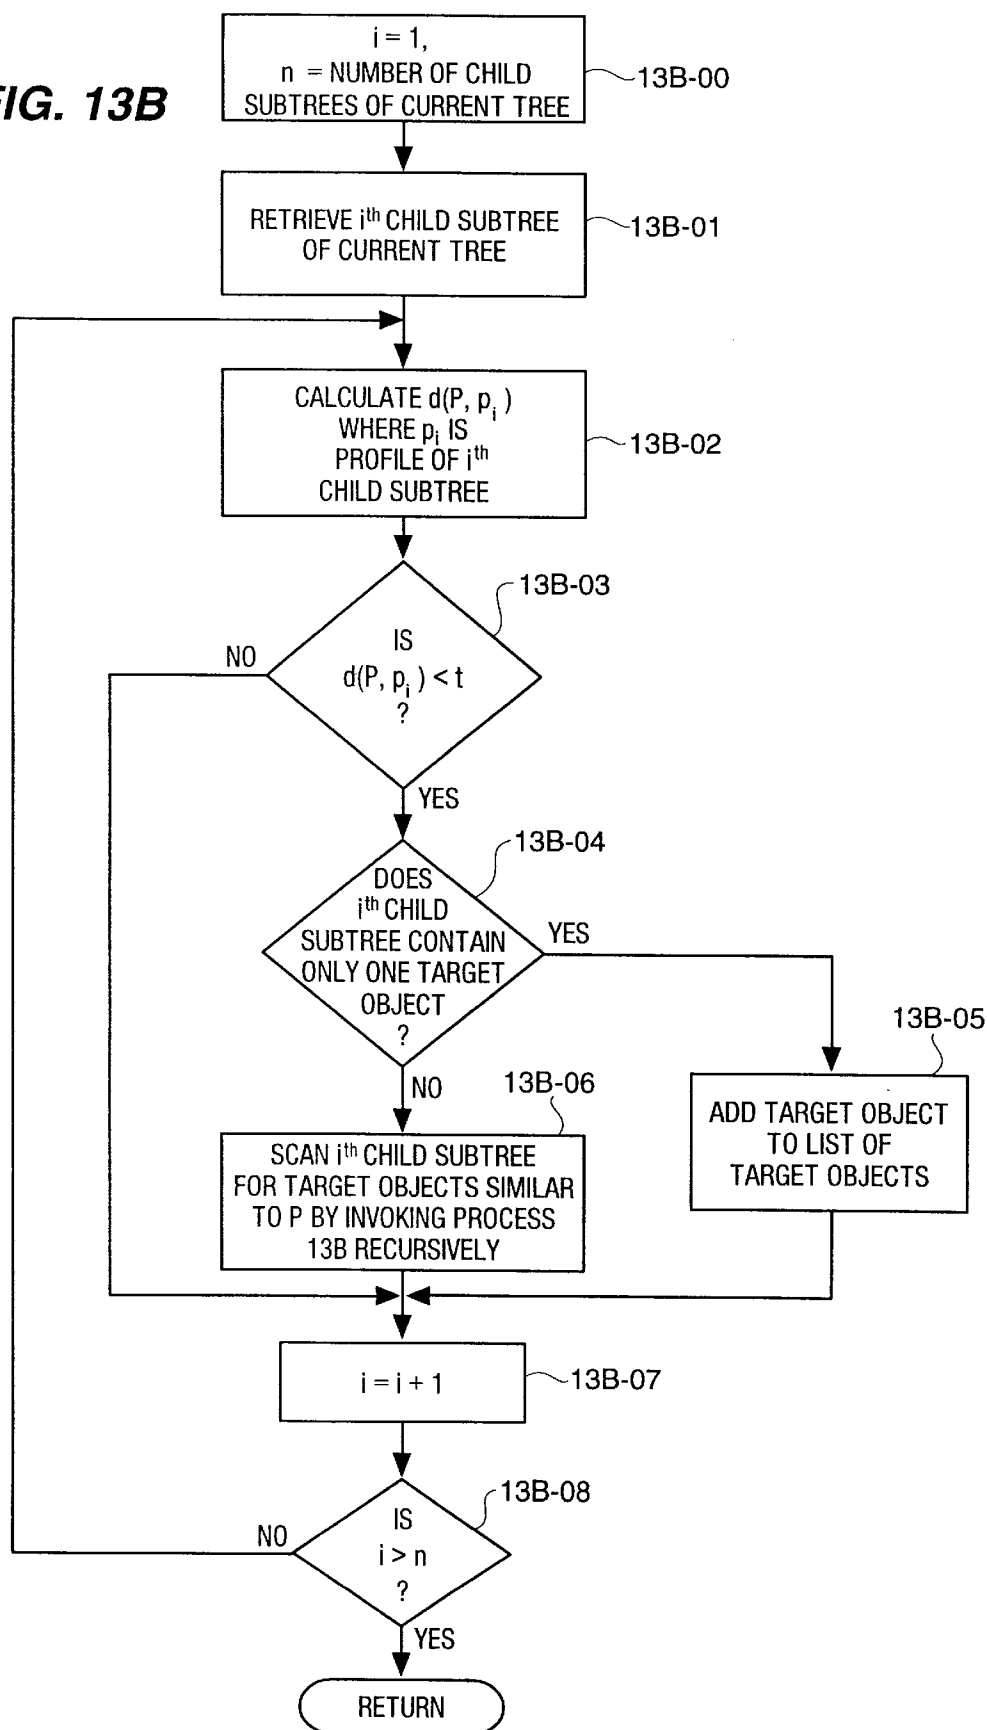 FIG. 13B
i = 1,
n = NUMBER OF CHILD
SUBTREES OF CURRENT TREE
13B-00
RETRIEVE ith CHILD SUBTREE
OF CURRENT TREE
13B-01
CALCULATE d(P, pi )
WHERE pi IS
PROFILE OF ith
CHILD SUBTREE
13B-02
13B-03
IS
d(P, pi ) < t
?
NO
YES
13B-04
DOES
ith CHILD
SUBTREE CONTAIN
ONLY ONE TARGET
OBJECT
?
YES
NO
13B-05
ADD TARGET OBJECT
TO LIST OF
TARGET OBJECTS
13B-06
SCAN ith CHILD SUBTREE
FOR TARGET OBJECTS SIMILAR
TO P BY INVOKING PROCESS
13B RECURSIVELY
i = i + 1
13B-07
13B-08
IS
i > n
?
NO
YES
RETURN